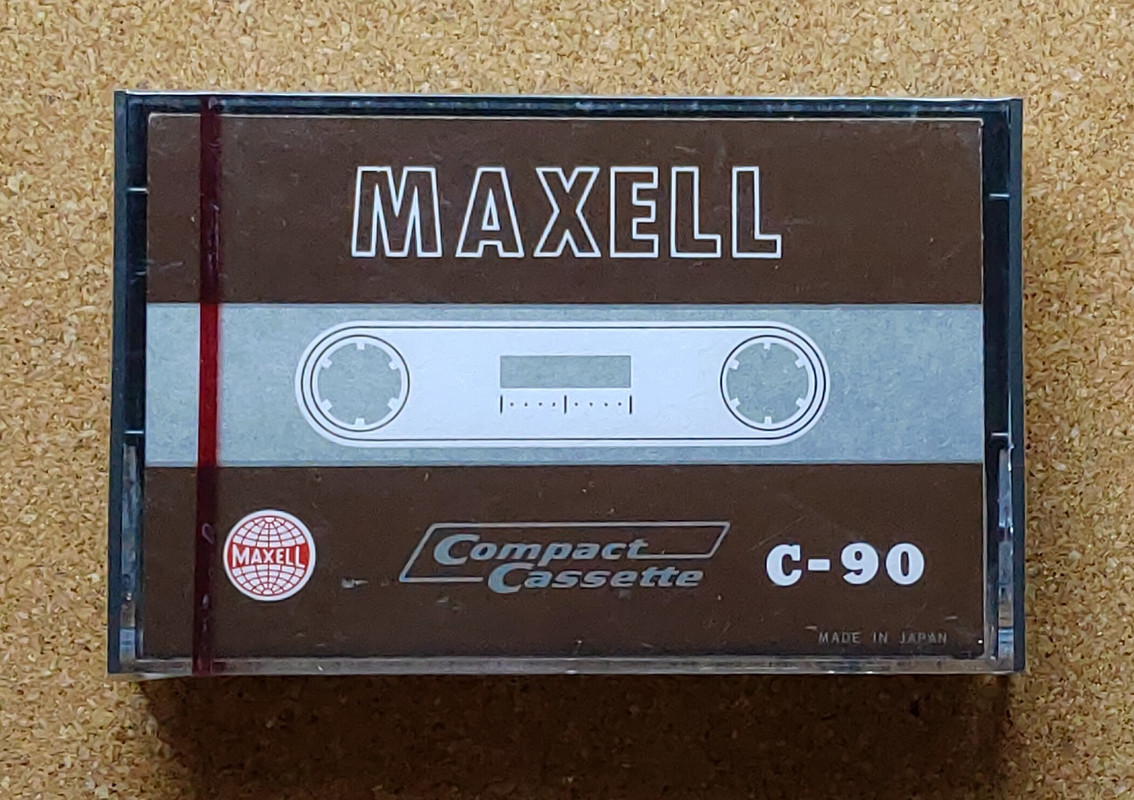 MAXELL
MAXELL
Compact
Cassette
C-90
MADE IN JAPAN